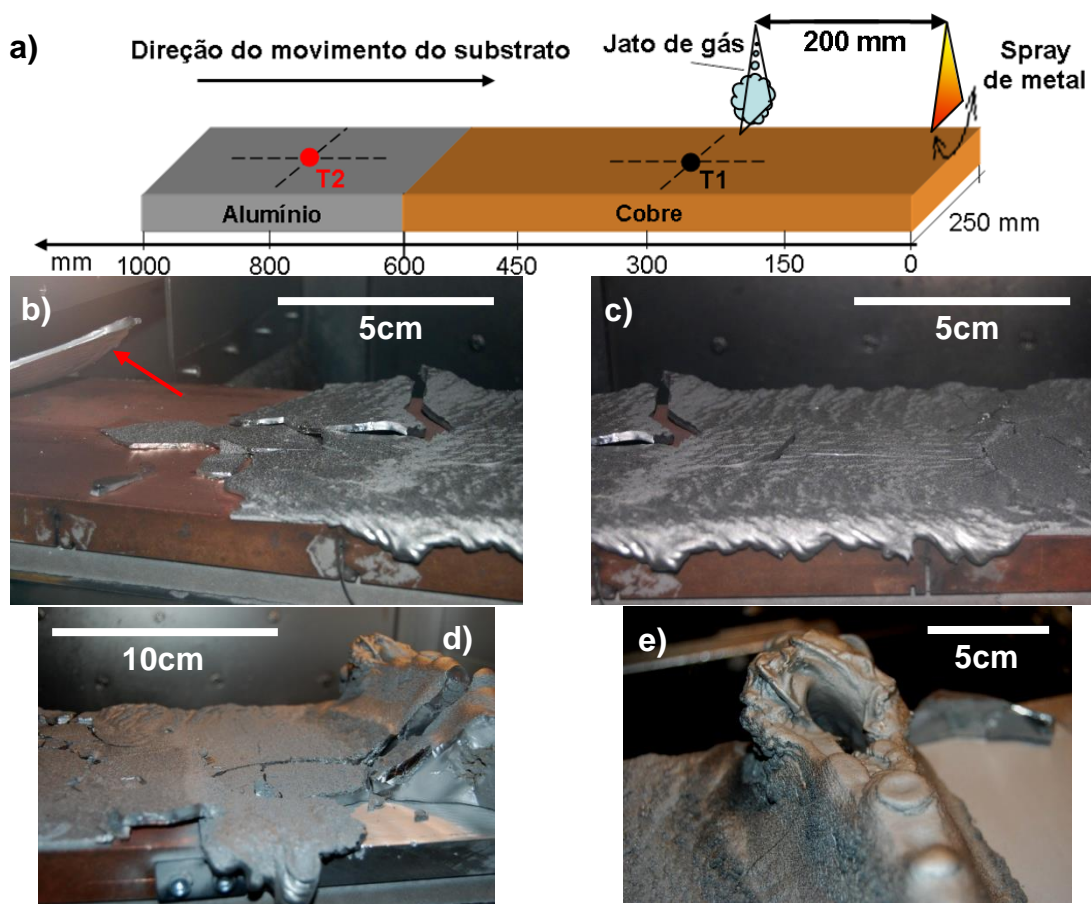 a)
Direção do movimento do substrato
Jato de gás
200 mm
Spray
de metal
T2
T1
Alumínio
Cobre
250 mm
mm
1000
800
600
450
300
150
0
b)
5cm
c)
5cm
10cm
d)
e)
5cm